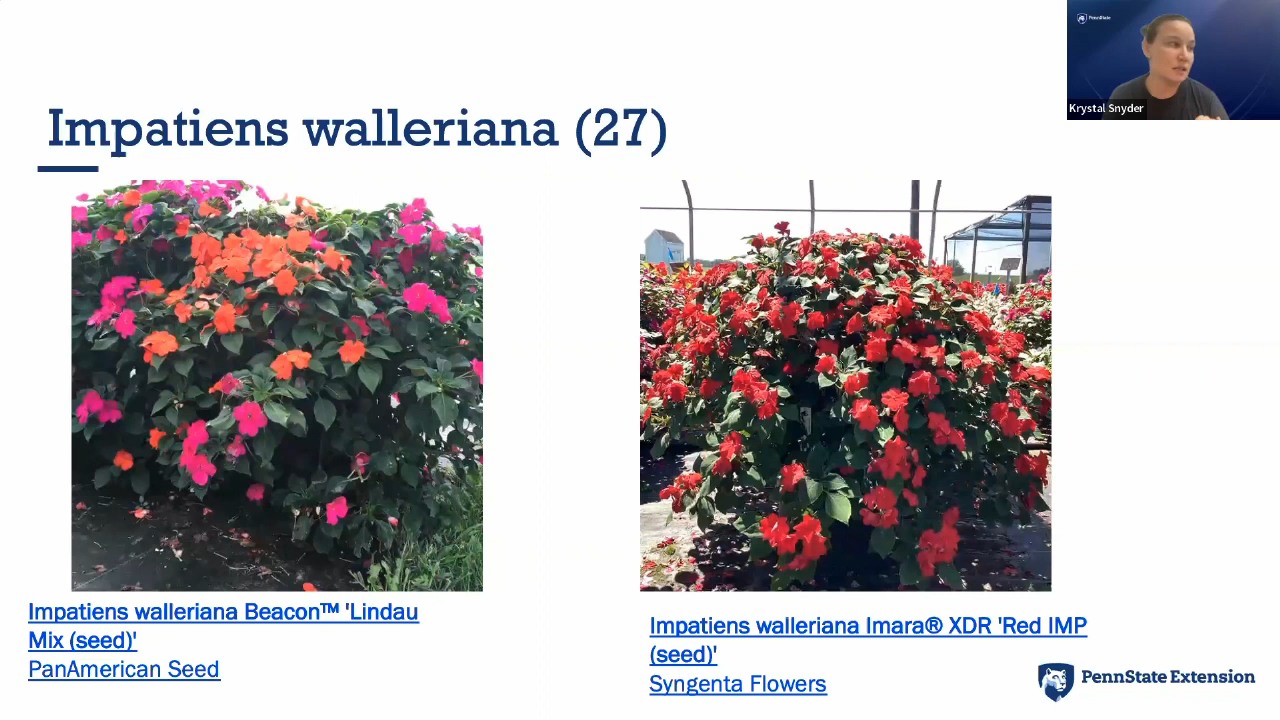 PennState
Krystal Snyder
Impatiens walleriana (27)
Impatiens walleriana Beacon™ 'Lindau
Mix (seed)'
PanAmerican Seed
Impatiens walleriana Imara® XDR 'Red IMP
(seed)'
Syngenta Flowers
PennState Extension